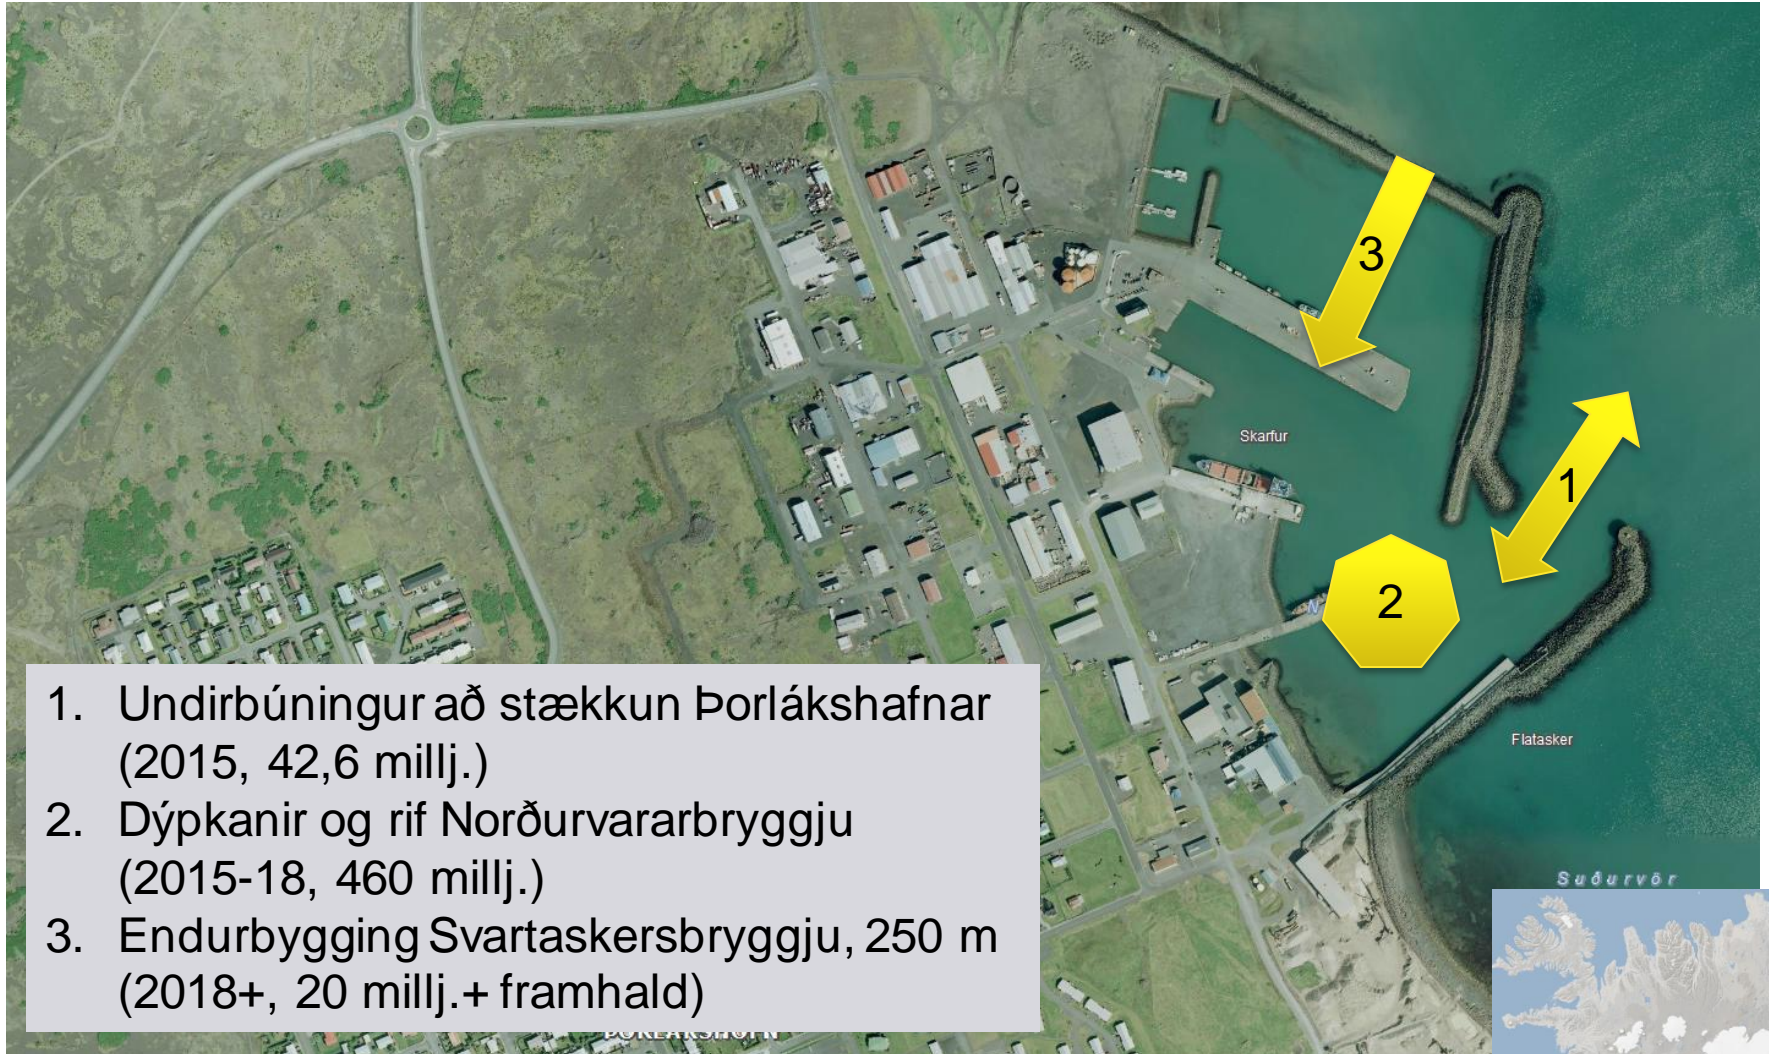 3
Skarfur
1
2
N
Flatasker
Suðurvör
1. Undirbúningur að stækkun Þorlákshafnar
(2015, 42,6 millj.)
2. Dýpkanir og rif Norðurvararbryggju
(2015-18, 460 millj.)
3. Endurbygging Svartaskersbryggju, 250 m
(2018+, 20 millj.+ framhald)